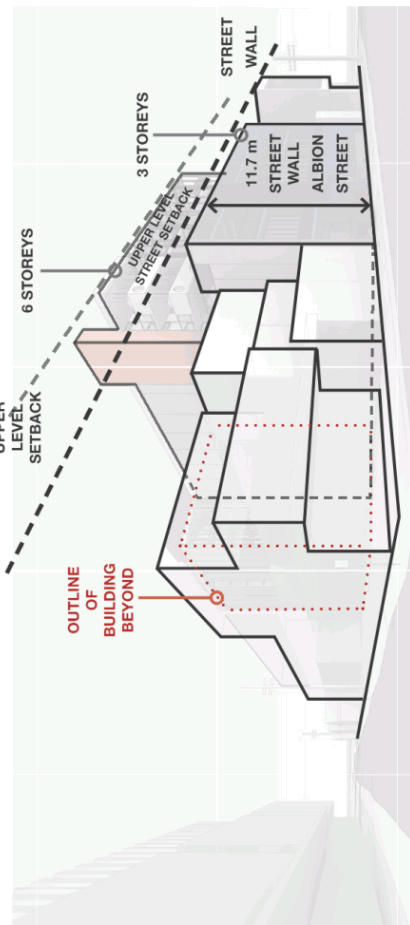 UPPER
LEVEL
SETBACK
6 STOREYS
3 STOREYS
STREET
WALL
UPPER LEVEL
STREET SETBACK
11.7 m
STREET
WALL
ALBION
STREET
OUTLINE
OF
BUILDING
BEYOND